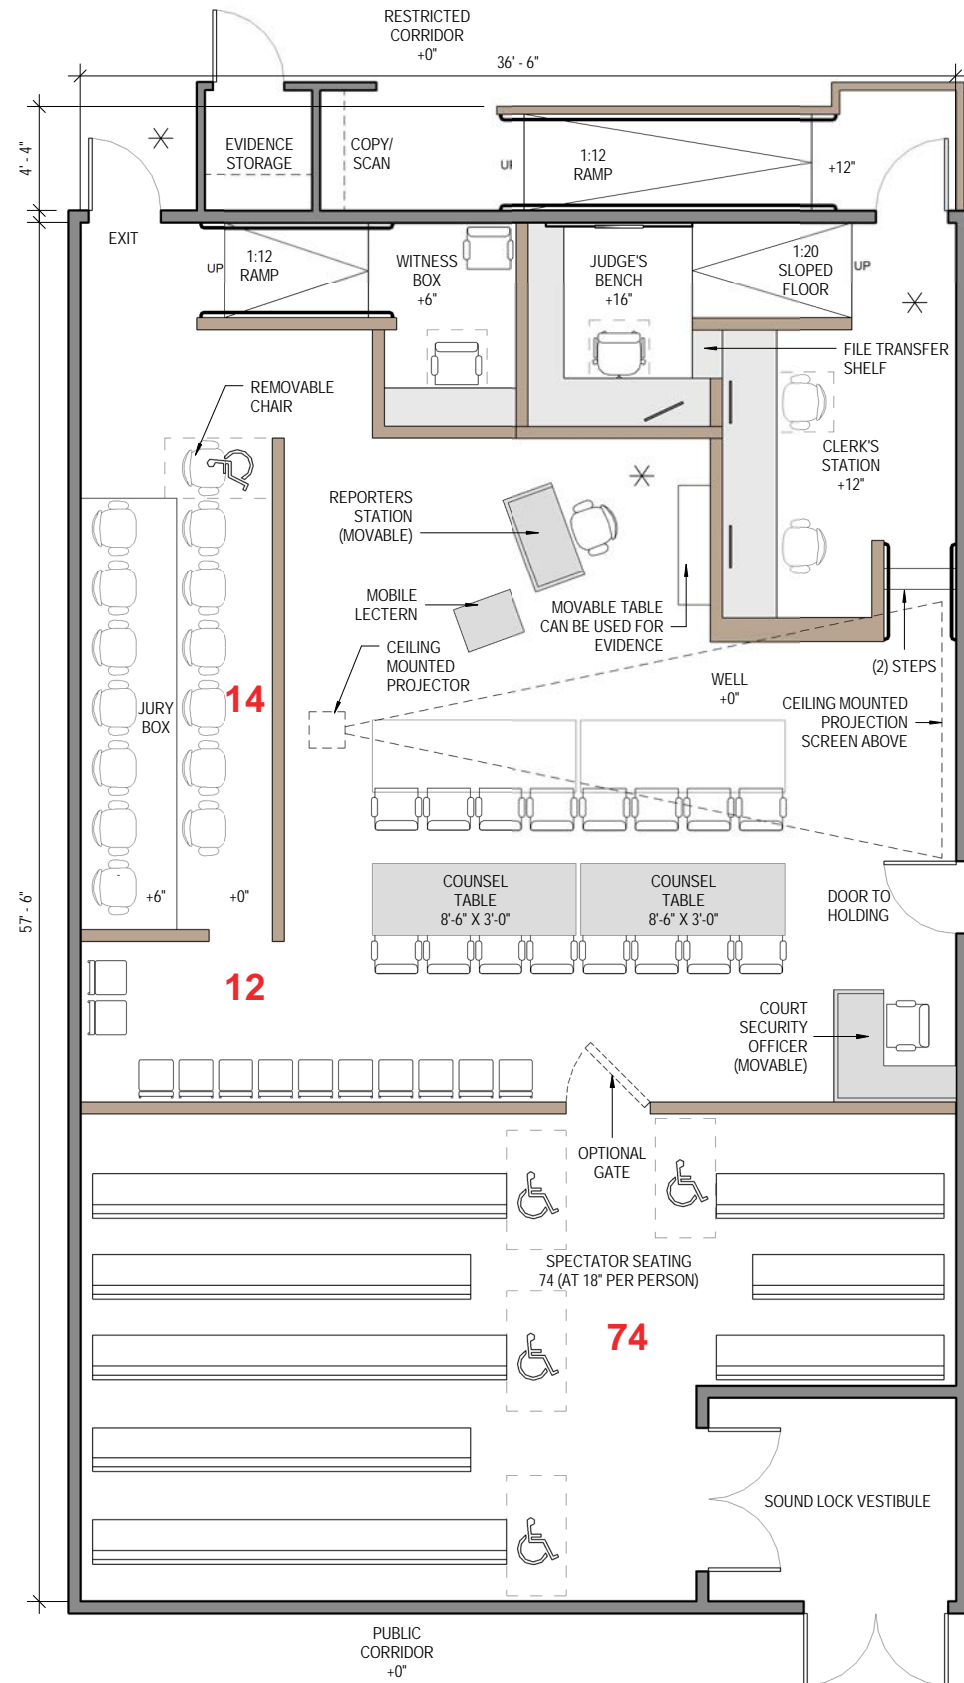 RESTRICTED
CORRIDOR
+0"
36' - 6"
4' - 4"
EVIDENCE
STORAGE
COPY/
SCAN
UP
1:12
RAMP
+12"
EXIT
UP
1:12
RAMP
WITNESS
BOX
+6"
JUDGE'S
BENCH
+16"
1:20
SLOPED
FLOOR
UP
FILE TRANSFER
SHELF
REMOVABLE
CHAIR
CLERK'S
STATION
+12"
REPORTERS
STATION
(MOVABLE)
MOBILE
LECTERN
MOVABLE TABLE
CAN BE USED FOR
EVIDENCE
CEILING
MOUNTED
PROJECTOR
(2) STEPS
WELL
+0"
CEILING MOUNTED
PROJECTION
SCREEN ABOVE
14
JURY
BOX
+6"
+0"
COUNSEL
TABLE
8'-6" X 3'-0"
COUNSEL
TABLE
8'-6" X 3'-0"
DOOR TO
HOLDING
57' - 6"
12
COURT
SECURITY
OFFICER
(MOVABLE)
OPTIONAL
GATE
SPECTATOR SEATING
74 (AT 18" PER PERSON)
74
SOUND LOCK VESTIBULE
PUBLIC
CORRIDOR
+0"